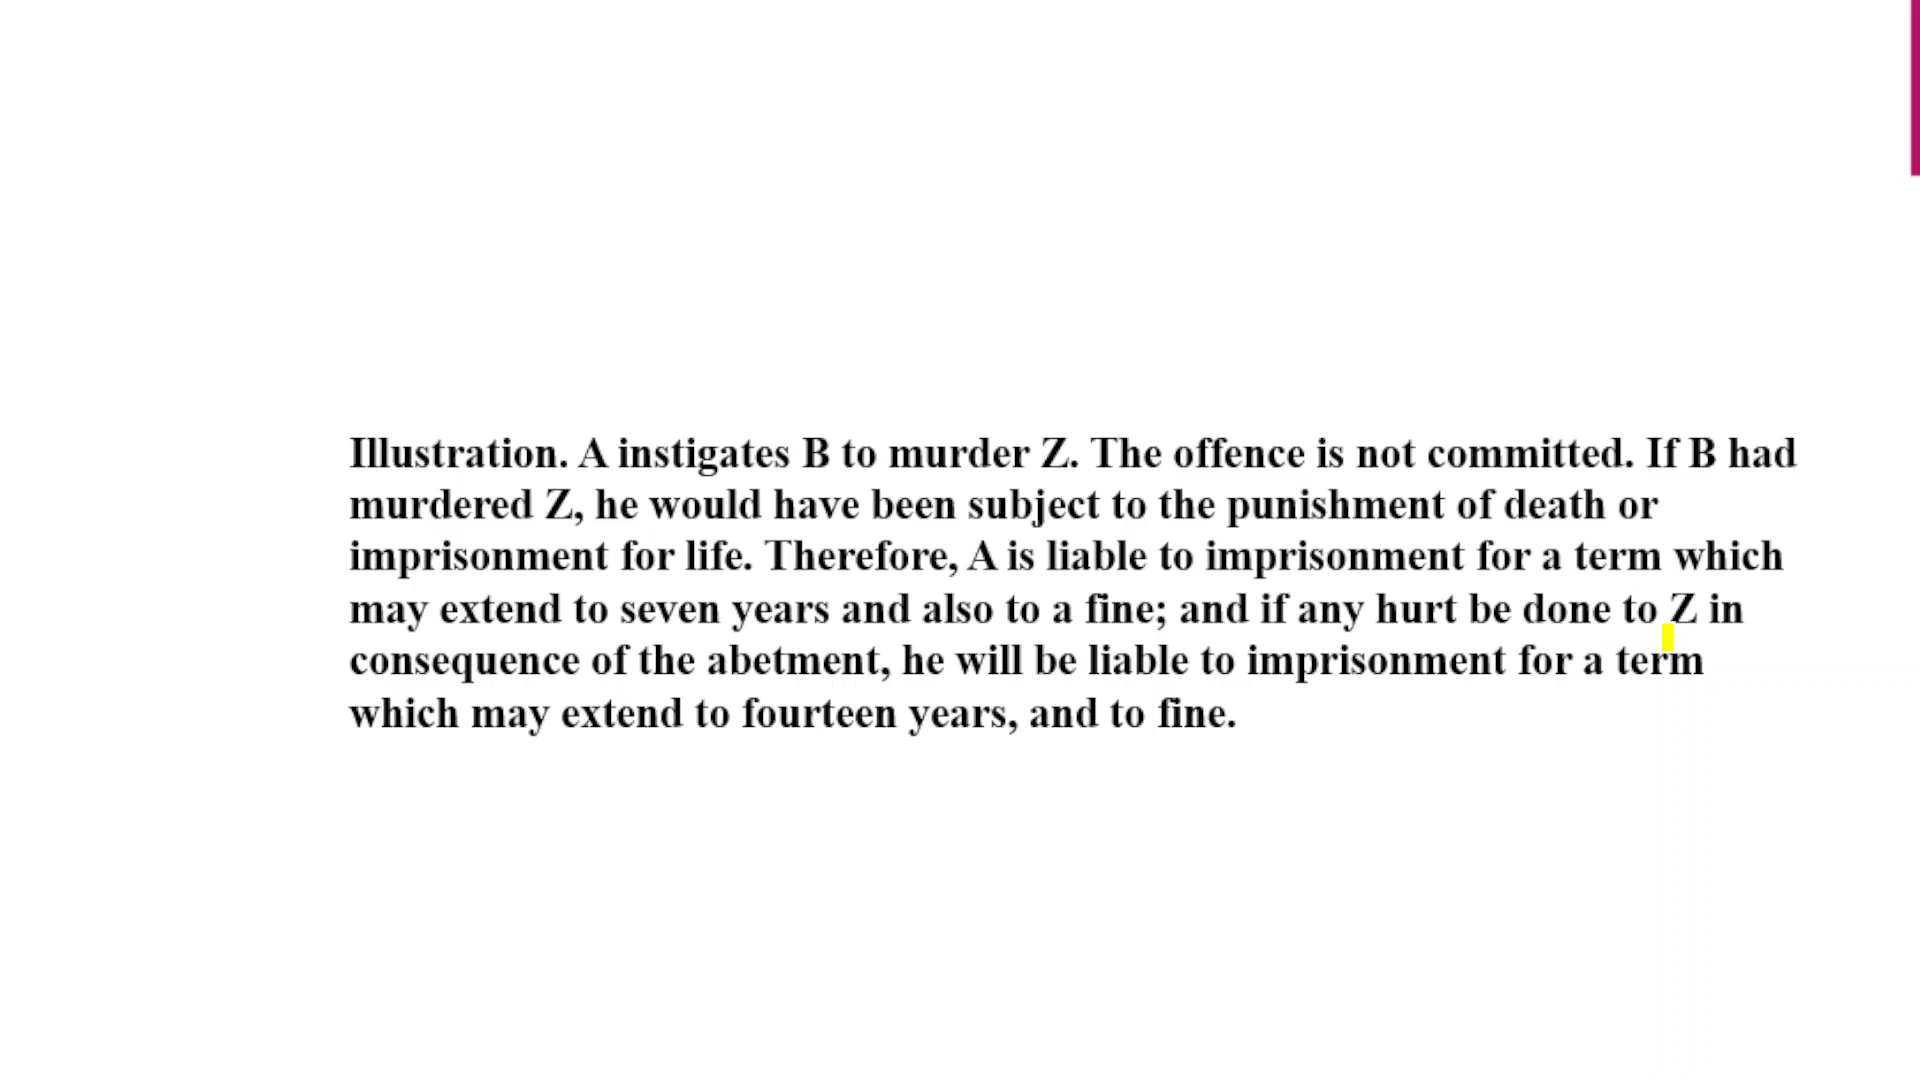 Illustration. A instigates B to murder Z. The offence is not committed. If B had
murdered Z, he would have been subject to the punishment of death or
imprisonment for life. Therefore, A is liable to imprisonment for a term which
may extend to seven years and also to a fine; and if any hurt be done to Z in
consequence of the abetment, he will be liable to imprisonment for a term
which may extend to fourteen years, and to fine.